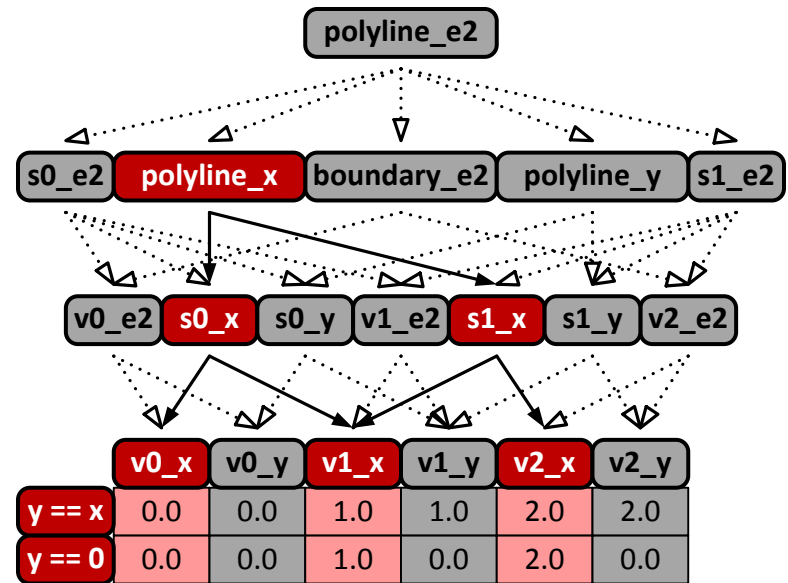 polyline_e2
s0_e2 polyline_x boundary_e2 polyline_y s1_e2
v0_e2 s0_x s0_y v1_e2 s1_x s1_y v2_e2
v0_x v0_y v1_x v1_y v2_x v2_y
y == x 0.0 0.0 1.0 1.0 2.0 2.0
y == 0 0.0 0.0 1.0 0.0 2.0 0.0